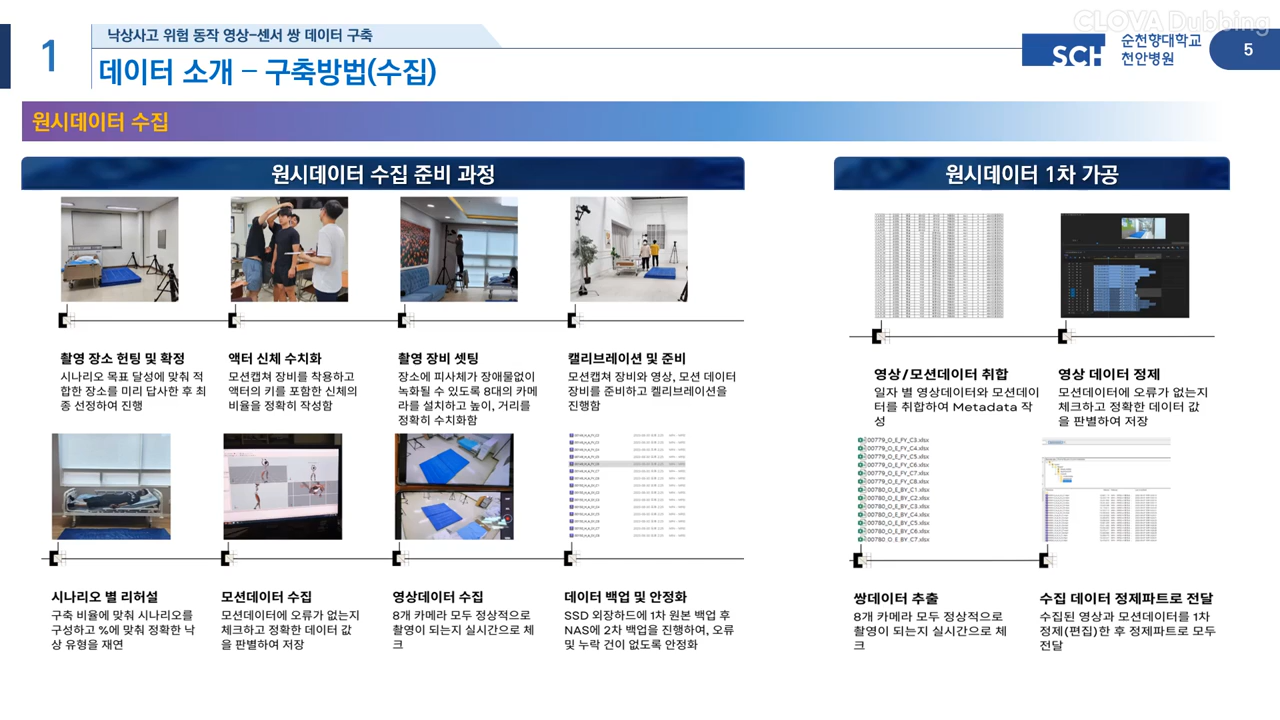 CLOVA Dubbing
1
낙상사고 위험 동작 영상-센서 쌍 데이터 구축
데이터 소개 – 구축방법(수집)
SCH
순천향대학교
천안병원
5
원시데이터 수집
원시데이터 수집 준비 과정
촬영 장소 헌팅 및 확정
시나리오 목표 달성에 맞춰 적
합한 장소를 미리 답사한 후 최
종 선정하여 진행
액터 신체 수치화
모션캡쳐 장비를 착용하고
액터의 키를 포함한 신체의
비율을 정확히 작성함
촬영 장비 셋팅
장소에 피사체가 장애물없이
녹화될 수 있도록 8대의 카메
라를 설치하고 높이, 거리를
정확히 수치화함
캘리브레이션 및 준비
모션캡쳐 장비와 영상, 모션 데이터
장비를 준비하고 켈리브레이션을
진행함
시나리오 별 리허설
구축 비율에 맞춰 시나리오를
구성하고 %에 맞춰 정확한 낙
상 유형을 재연
모션데이터 수집
모션데이터에 오류가 없는지
체크하고 정확한 데이터 값
을 판별하여 저장
영상데이터 수집
8개 카메라 모두 정상적으로
촬영이 되는지 실시간으로 체
크
데이터 백업 및 안정화
SSD 외장하드에 1차 원본 백업 후
NAS에 2차 백업을 진행하여, 오류
및 누락 건이 없도록 안정화
원시데이터 1차 가공
영상/모션데이터 취합
일자 별 영상데이터와 모션데이
터를 취합하여 Metadata 작
성
영상 데이터 정제
모션데이터에 오류가 없는지
체크하고 정확한 데이터 값
을 판별하여 저장
00779_O_E_FY_C3.xlsx
00779_O_E_FY_C4.xlsx
00779_O_E_FY_C5.xlsx
00779_O_E_FY_C6.xlsx
00779_O_E_FY_C7.xlsx
00779_O_E_FY_C8.xlsx
00780_O_E_BY_C1.xlsx
00780_O_E_BY_C2.xlsx
00780_O_E_BY_C3.xlsx
00780_O_E_BY_C4.xlsx
00780_O_E_BY_C5.xlsx
00780_O_E_BY_C6.xlsx
00780_O_E_BY_C7.xlsx
쌍데이터 추출
8개 카메라 모두 정상적으로
촬영이 되는지 실시간으로 체
크
수집 데이터 정제파트로 전달
수집된 영상과 모션데이터를 1차
정제(편집)한 후 정제파트로 모두
전달